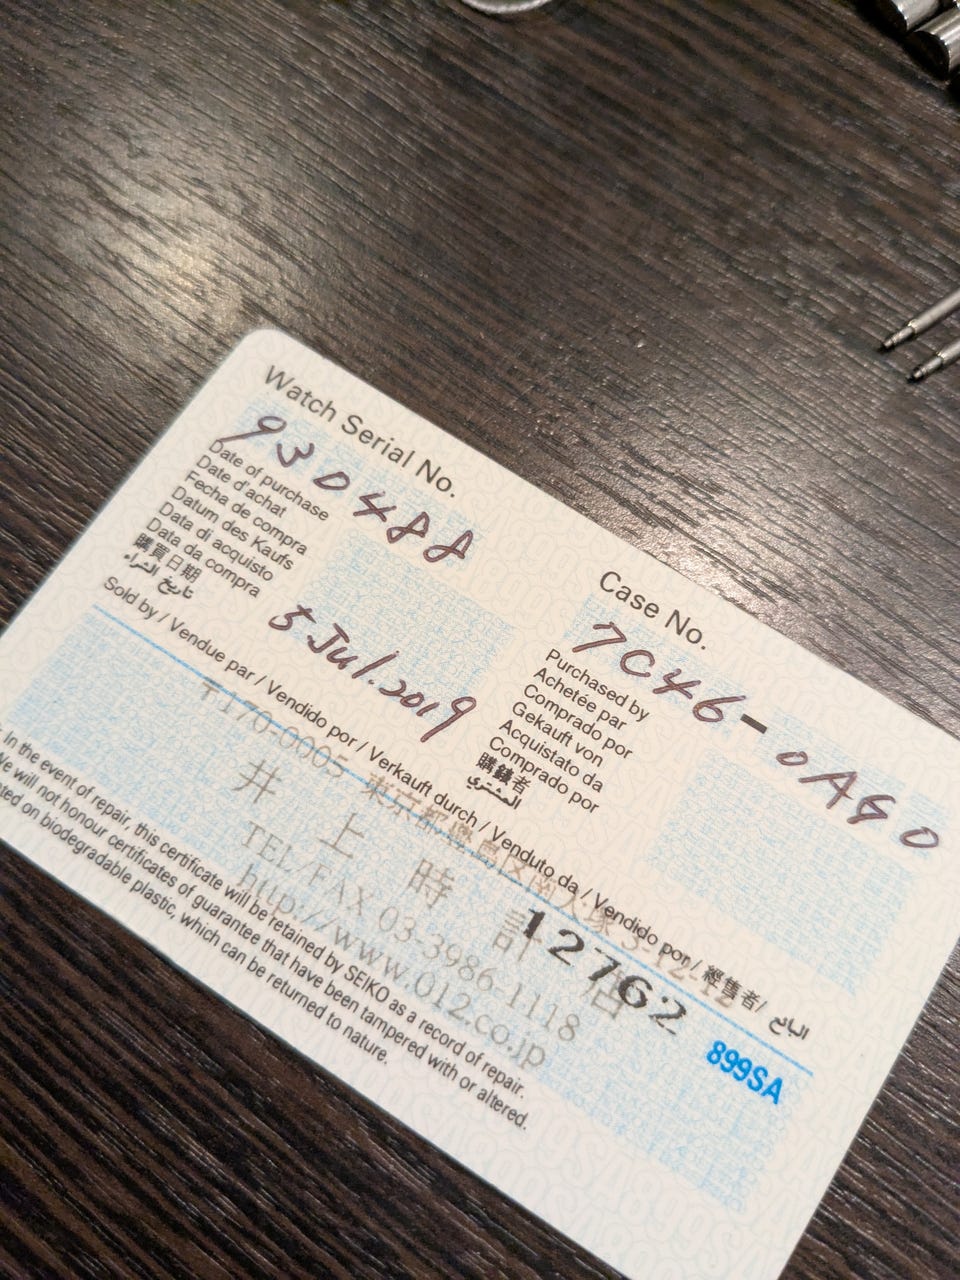 Watch Serial No.
930488
Date of purchase
Date d'achat
Fecha de compra
Datum des Kaufs
Data di acquisto
Data da compra
購買日期
تاريخ الشراء
5 Jul. 2019
Case No.
7C46-0AG0
Purchased by
Achetée par
Comprado por
Gekauft von
Acquistato da
Comprado por
購錶者
المشتري
Sold by / Vendue par / Vendido por / Verkauft durch / Venduto da / Vendido por / 經售者/ البائع
〒170-0005 東京都豊島区南大塚3-12-12
井上時計店
TEL/FAX 03-3986-1118
http://www.012.co.jp
12762
899SA
In the event of repair, this certificate will be retained by SEIKO as a record of repair.
We will not honour certificates of guarantee that have been tampered with or altered.
on biodegradable plastic, which can be returned to nature.